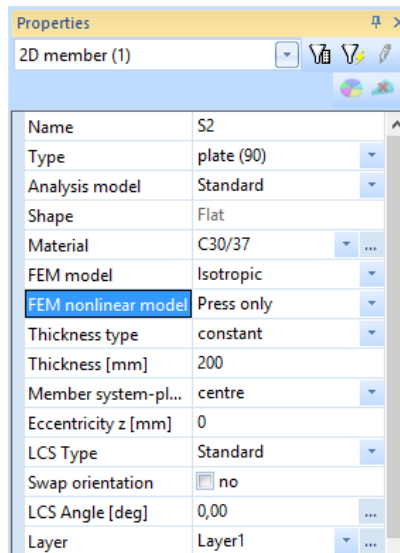 Properties
2D member (1)
Name S2
Type plate (90)
Analysis model Standard
Shape Flat
Material C30/37 ...
FEM model Isotropic
FEM nonlinear model Press only
Thickness type constant
Thickness [mm] 200
Member system-pl... centre
Eccentricity z [mm] 0
LCS Type Standard
Swap orientation no
LCS Angle [deg] 0,00 ...
Layer Layer1 ...